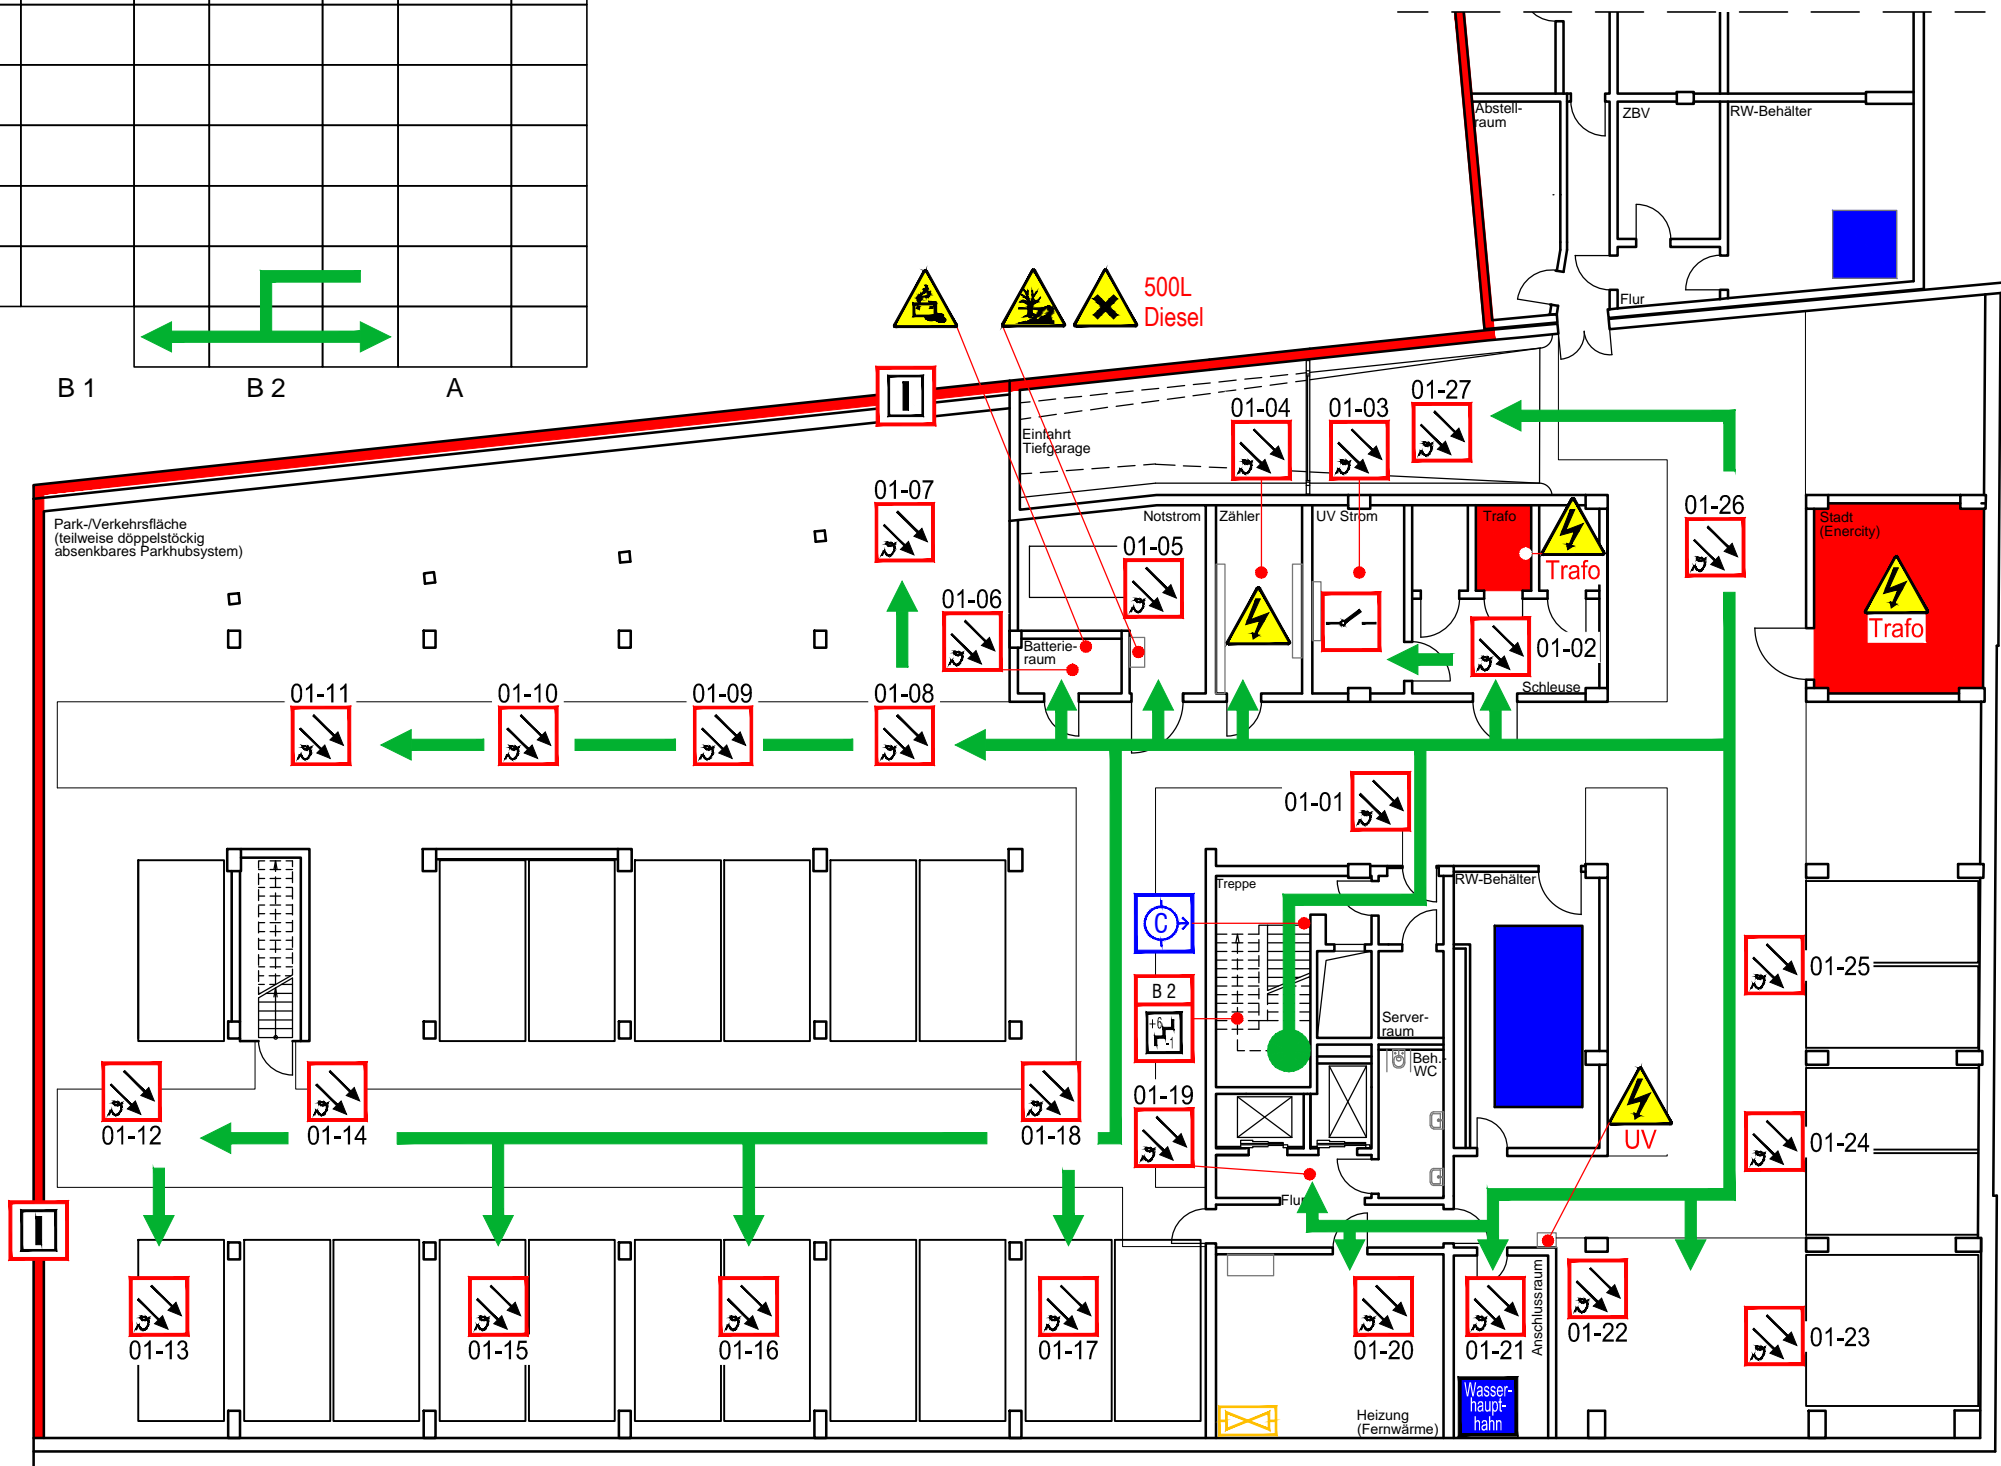 Abstell-
raum
ZBV
RW-Behälter
Flur
500L
Diesel
B 1
B 2
A
Einfahrt
Tiefgarage
01-04
01-03
01-27
01-07
Park-/Verkehrsfläche
(teilweise döppelstöckig
absenkbares Parkhubsystem)
Notstrom
Zähler
UV Strom
Trafo
01-26
Stadt
(Enercity)
01-05
Trafo
01-06
Trafo
Batterie-
raum
01-02
Schleuse
01-11
01-10
01-09
01-08
01-01
Treppe
RW-Behälter
C
B 2
+6
-1
Server-
raum
01-25
Beh.-
WC
01-19
01-12
01-14
01-18
UV
01-24
Flur
Anschlussraum
01-13
01-15
01-16
01-17
01-20
01-21
01-22
01-23
Wasser-
haupt-
hahn
Heizung
(Fernwärme)